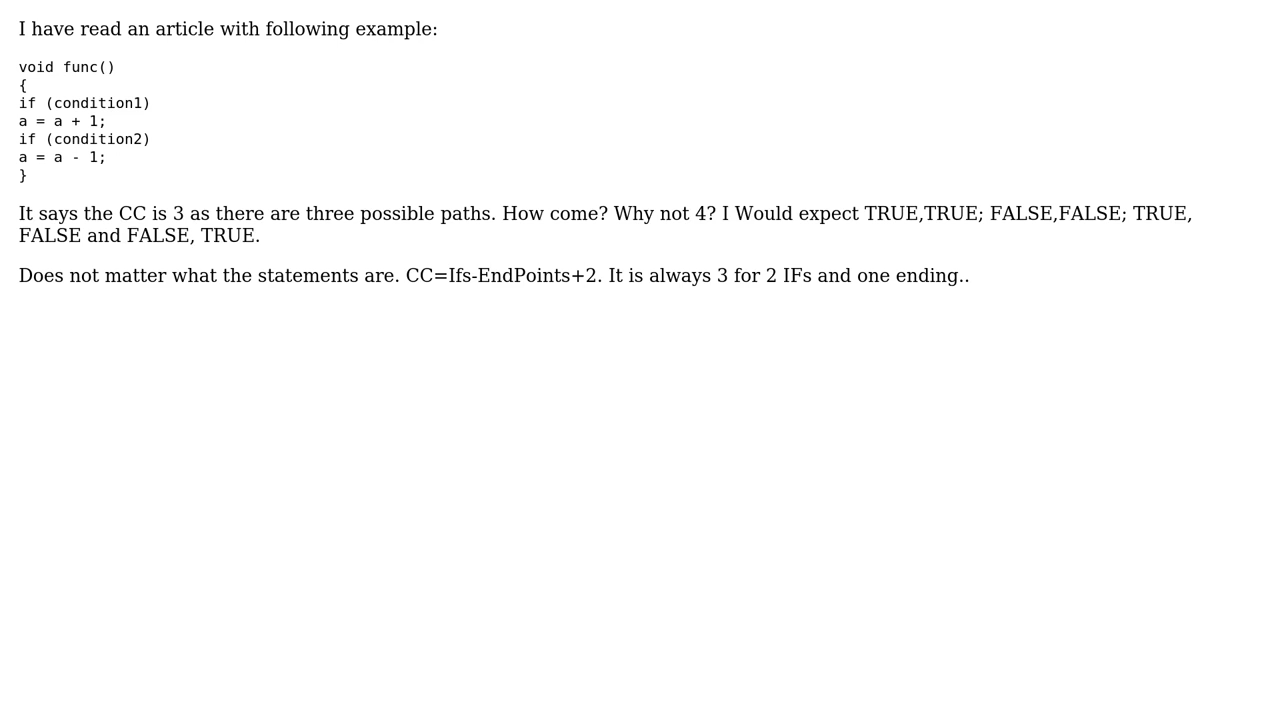 I have read an article with following example:
void func()
{
if (condition1)
a = a + 1;
if (condition2)
a = a - 1;
}
It says the CC is 3 as there are three possible paths. How come? Why not 4? I Would expect TRUE,TRUE; FALSE,FALSE; TRUE,
FALSE and FALSE, TRUE.
Does not matter what the statements are. CC=Ifs-EndPoints+2. It is always 3 for 2 IFs and one ending..